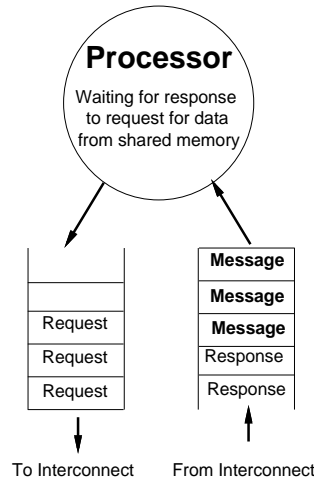 Processor
Waiting for response
to request for data
from shared memory
Request
Request
Request
To Interconnect
Message
Message
Message
Response
Response
From Interconnect